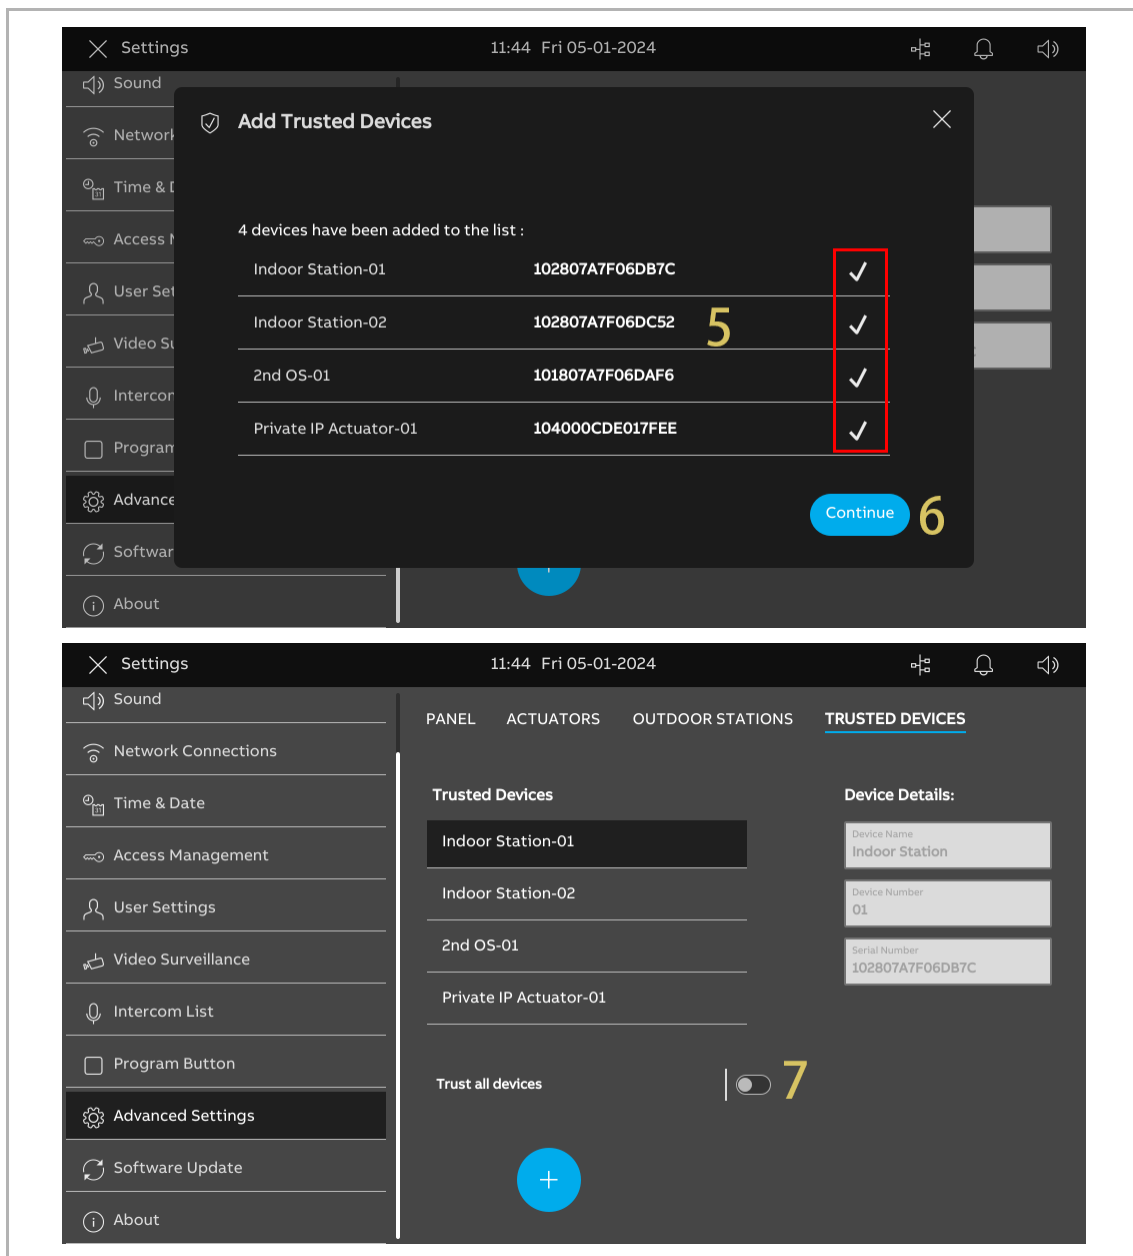 Settings
11:44 Fri 05-01-2024
Sound
Network
Time & D
Access M
User Set
Video Su
Intercom
Program
Advance
Softwar
About
Add Trusted Devices
4 devices have been added to the list :
Indoor Station-01 102807A7F06DB7C
Indoor Station-02 102807A7F06DC52
5
2nd OS-01 101807A7F06DAF6
Private IP Actuator-01 104000CDE017FEE
Continue
6
Settings
11:44 Fri 05-01-2024
Sound
Network Connections
Time & Date
Access Management
User Settings
Video Surveillance
Intercom List
Program Button
Advanced Settings
Software Update
About
PANEL ACTUATORS OUTDOOR STATIONS TRUSTED DEVICES
Trusted Devices
Indoor Station-01
Indoor Station-02
2nd OS-01
Private IP Actuator-01
Trust all devices
7
Device Details:
Device Name
Indoor Station
Device Number
01
Serial Number
102807A7F06DB7C